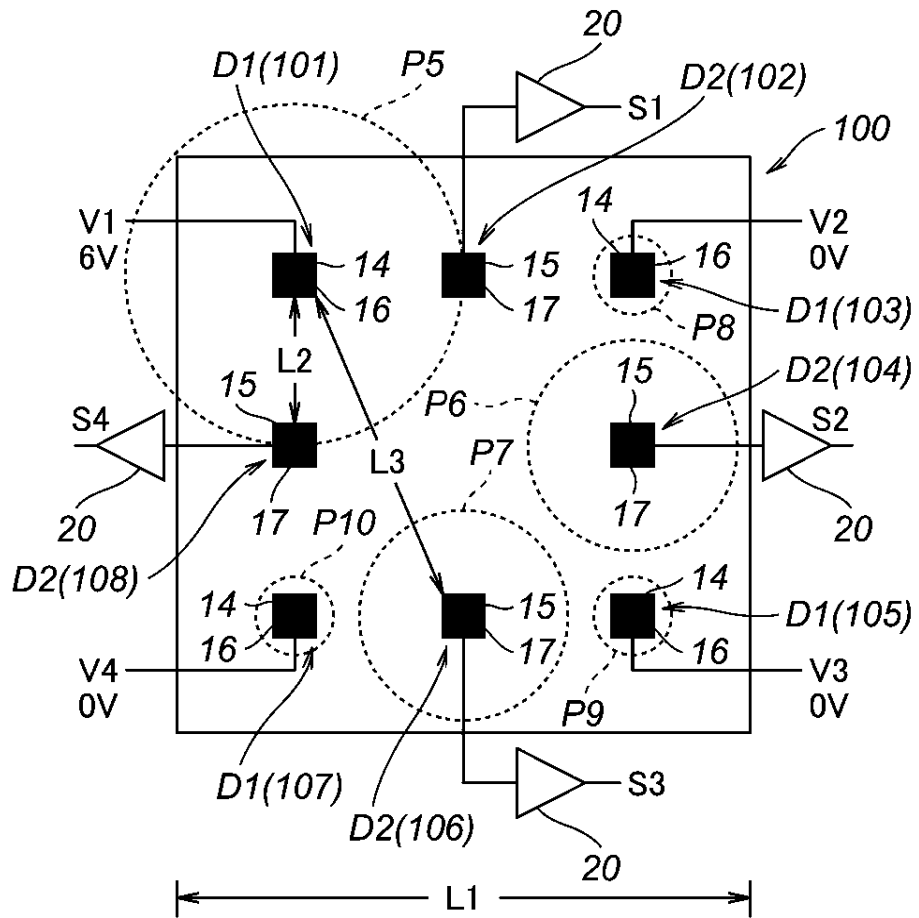 20
D1(101)
P5
D2(102)
S1
100
V1
6V
14
16
15
17
14
16
V2
0V
D1(103)
P8
L2
15
P6
15
D2(104)
S4
S2
L3
P7
17
17
20
20
P10
D2(108)
14
16
15
17
14
16
D1(105)
V4
0V
V3
0V
P9
D1(107)
S3
D2(106)
20
L1